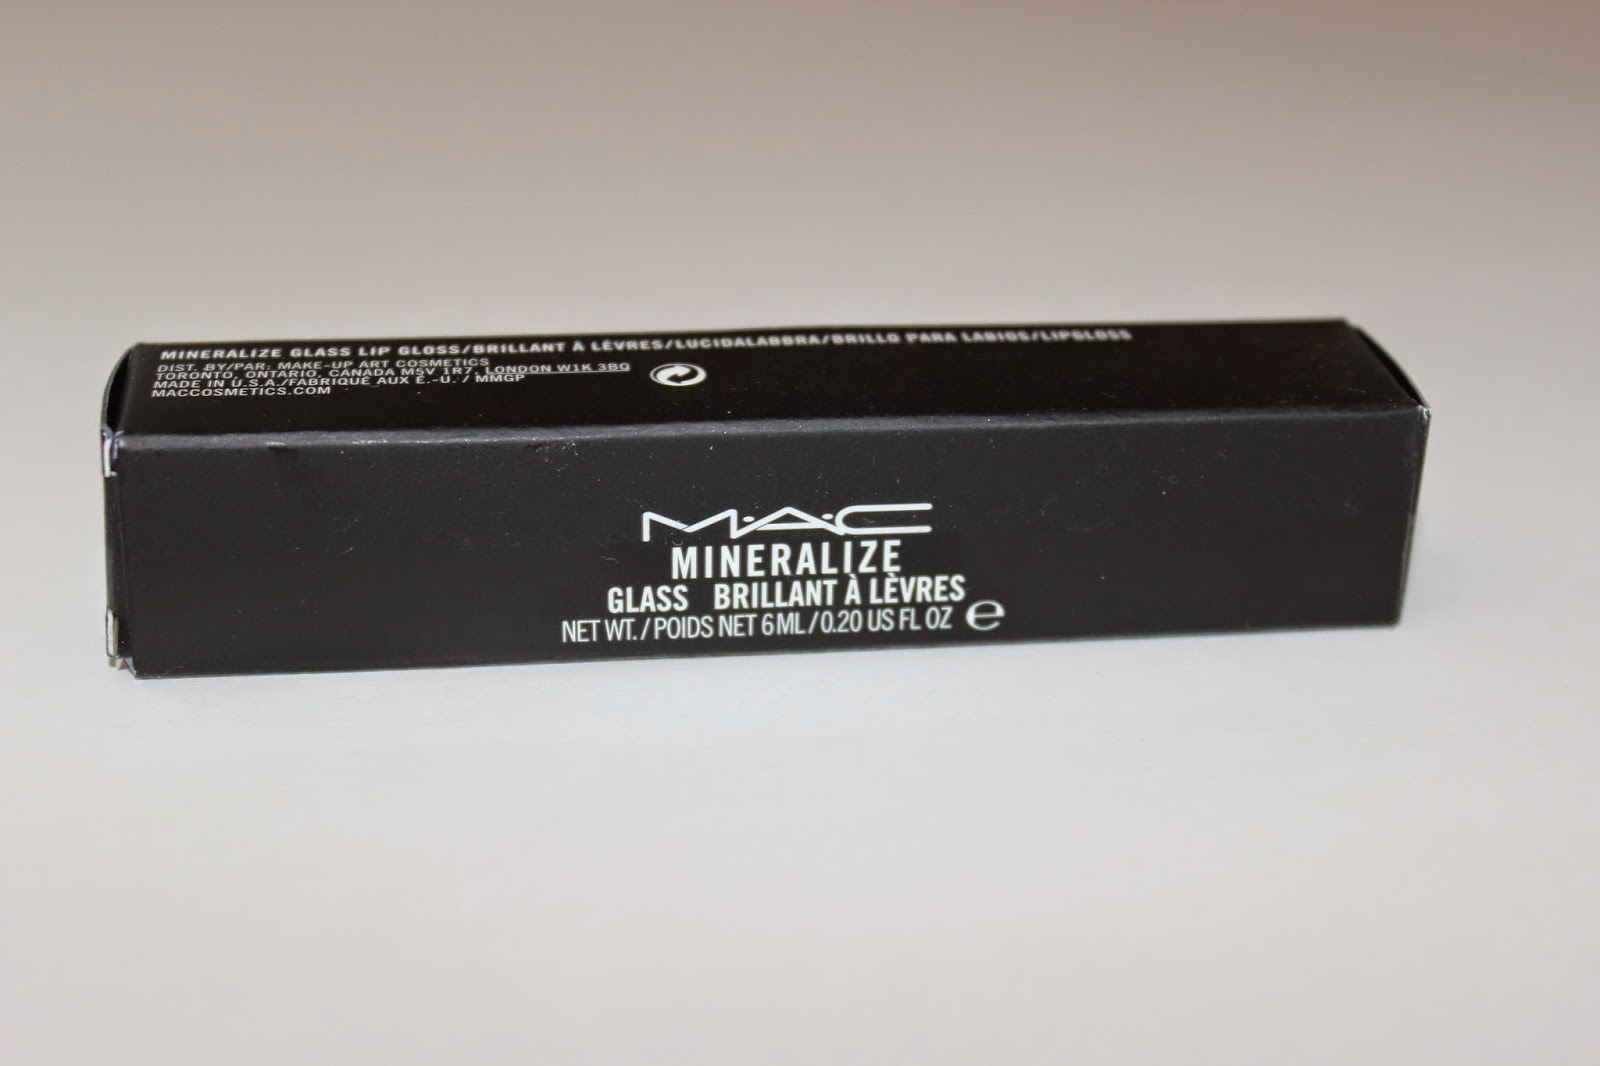 MINERALIZE GLASS LIP GLOSS/BRILLANT À LÈVRES/LUCIDALABBRA/BRILLO PARA LABIOS/LIPGLOSS
DIST. BY/PAR: MAKE-UP ART COSMETICS
TORONTO, ONTARIO, CANADA M5V 1R7, LONDON W1K 3BQ
MADE IN U.S.A./FABRIQUÉ AUX É.-U. / MMGP
MACCOSMETICS.COM
M·A·C
MINERALIZE
GLASS BRILLANT À LÈVRES
NET WT. / POIDS NET 6 ML / 0.20 US FL OZ ℮